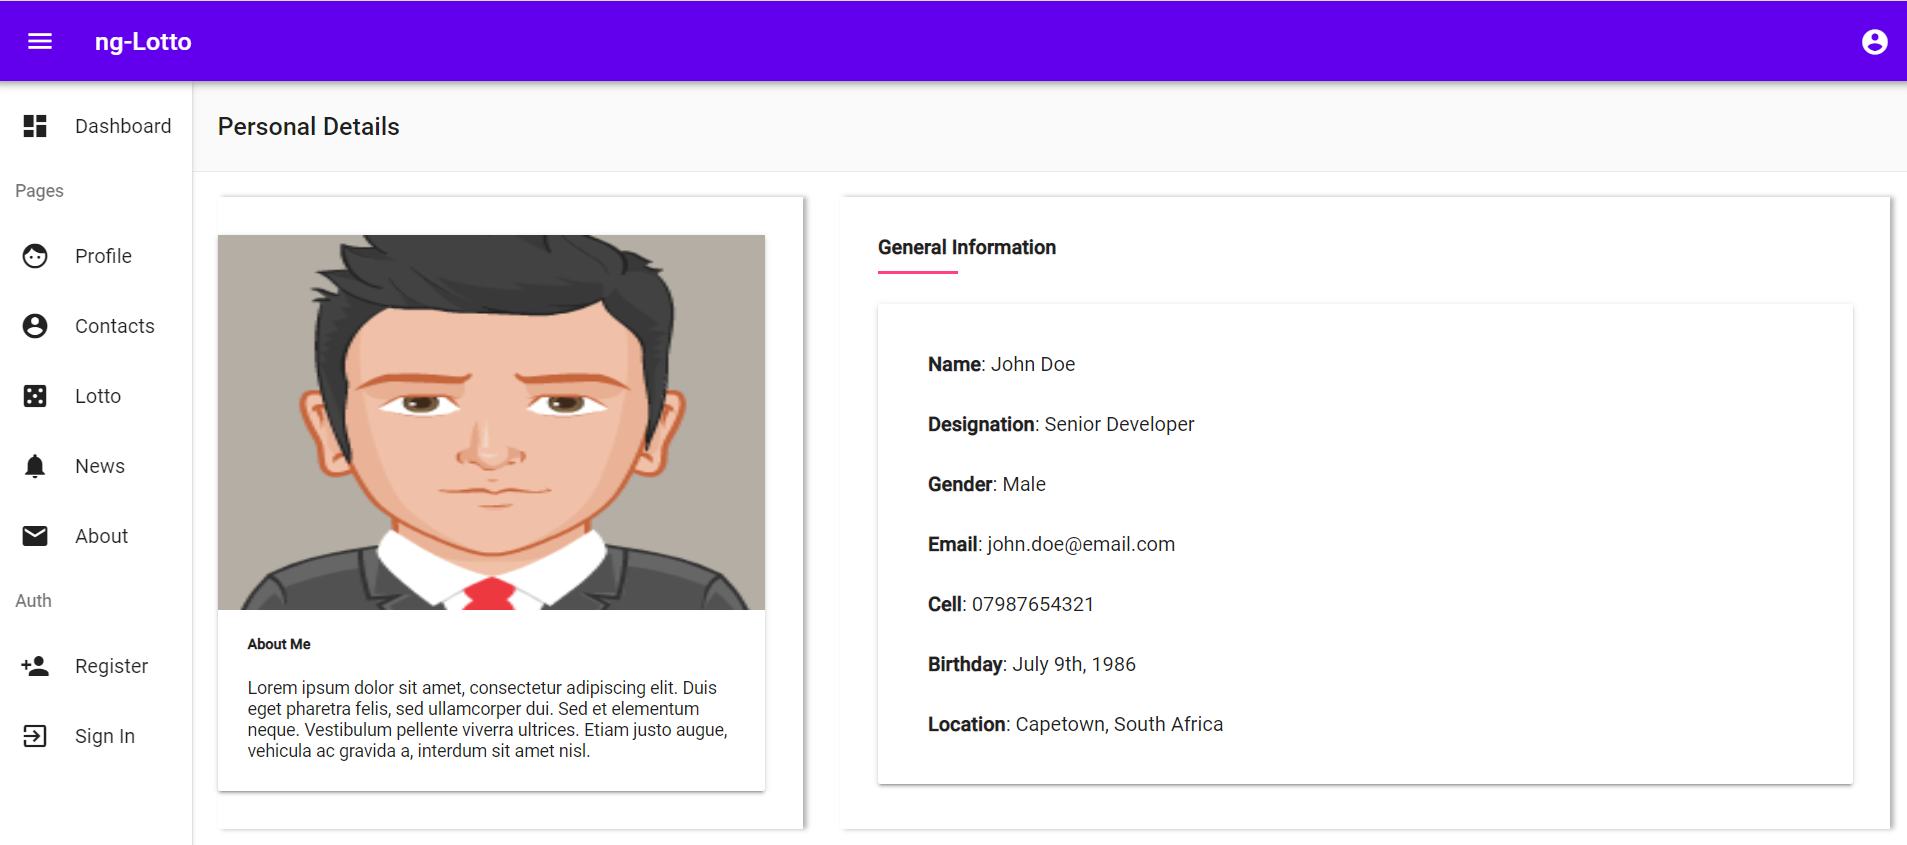 ng-Lotto
Dashboard
Pages
Profile
Contacts
Lotto
News
About
Auth
Register
Sign In
Personal Details
About Me
Lorem ipsum dolor sit amet, consectetur adipiscing elit. Duis
eget pharetra felis, sed ullamcorper dui. Sed et elementum
neque. Vestibulum pellente viverra ultrices. Etiam justo augue,
vehicula ac gravida a, interdum sit amet nisl.
General Information
Name: John Doe
Designation: Senior Developer
Gender: Male
Email: john.doe@email.com
Cell: 07987654321
Birthday: July 9th, 1986
Location: Capetown, South Africa